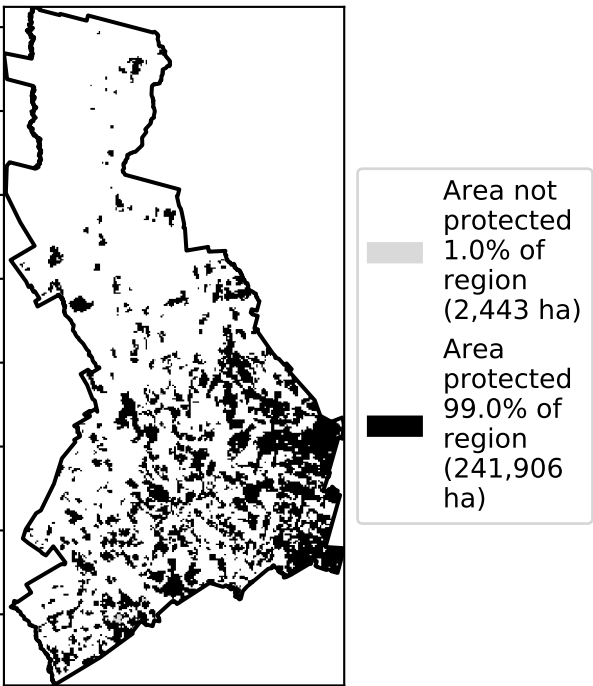 Area not
protected
1.0% of
region
(2,443 ha)
Area
protected
99.0% of
region
(241,906
ha)